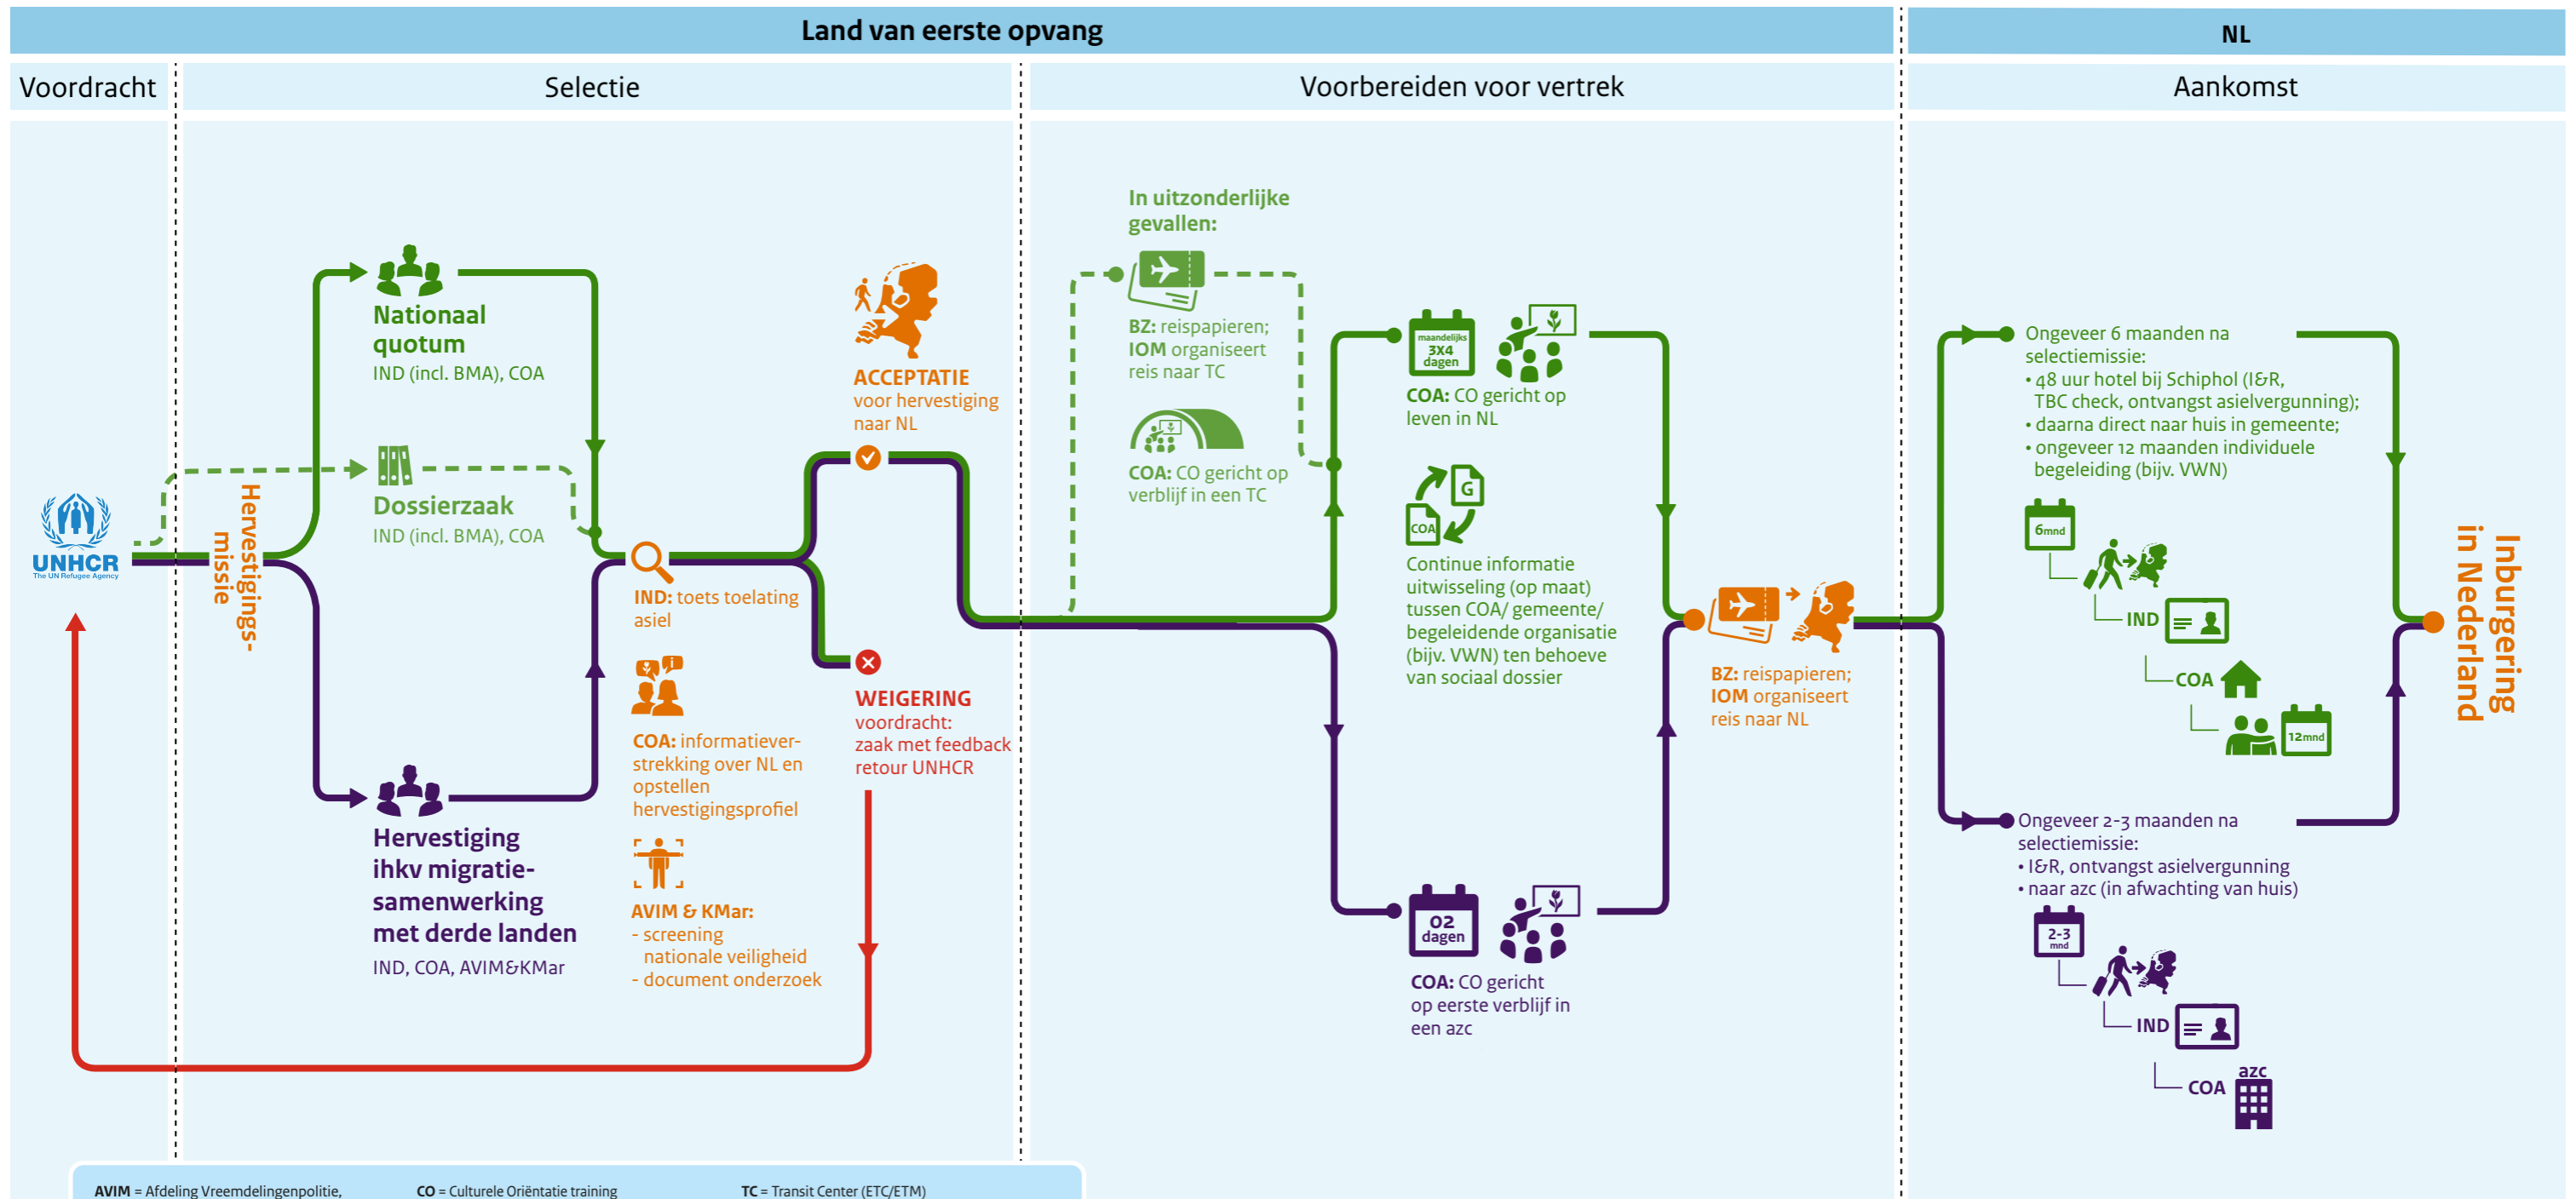 Land van eerste opvang
NL
Voordracht
Selectie
Voorbereiden voor vertrek
Aankomst
UNHCR
The UN Refugee Agency
Hervestigings-
missie
Nationaal
quotum
IND (incl. BMA), COA
Dossierzaak
IND (incl. BMA), COA
Hervestiging
ihkv migratie-
samenwerking
met derde landen
IND, COA, AVIM&KMar
IND: toets toelating
asiel
COA: informatiever-
strekking over NL en
opstellen
hervestigingsprofiel
AVIM & KMar:
- screening
nationale veiligheid
- document onderzoek
ACCEPTATIE
voor hervestiging
naar NL
WEIGERING
voordracht:
zaak met feedback
retour UNHCR
In uitzonderlijke
gevallen:
BZ: reispapieren;
IOM organiseert
reis naar TC
COA: CO gericht op
verblijf in een TC
maandelijks
3X4
dagen
COA: CO gericht op
leven in NL
G
COA
Continue informatie
uitwisseling (op maat)
tussen COA/ gemeente/
begeleidende organisatie
(bijv. VWN) ten behoeve
van sociaal dossier
02
dagen
COA: CO gericht
op eerste verblijf in
een azc
BZ: reispapieren;
IOM organiseert
reis naar NL
Ongeveer 6 maanden na
selectiemissie:
• 48 uur hotel bij Schiphol (I&R,
TBC check, ontvangst asielvergunning);
• daarna direct naar huis in gemeente;
• ongeveer 12 maanden individuele
begeleiding (bijv. VWN)
6mnd
IND
COA
12mnd
Ongeveer 2-3 maanden na
selectiemissie:
• I&R, ontvangst asielvergunning
• naar azc (in afwachting van huis)
2-3
mnd
IND
COA
azc
Inburgering
in Nederland
AVIM = Afdeling Vreemdelingenpolitie,
CO = Culturele Oriëntatie training
TC = Transit Center (ETC/ETM)